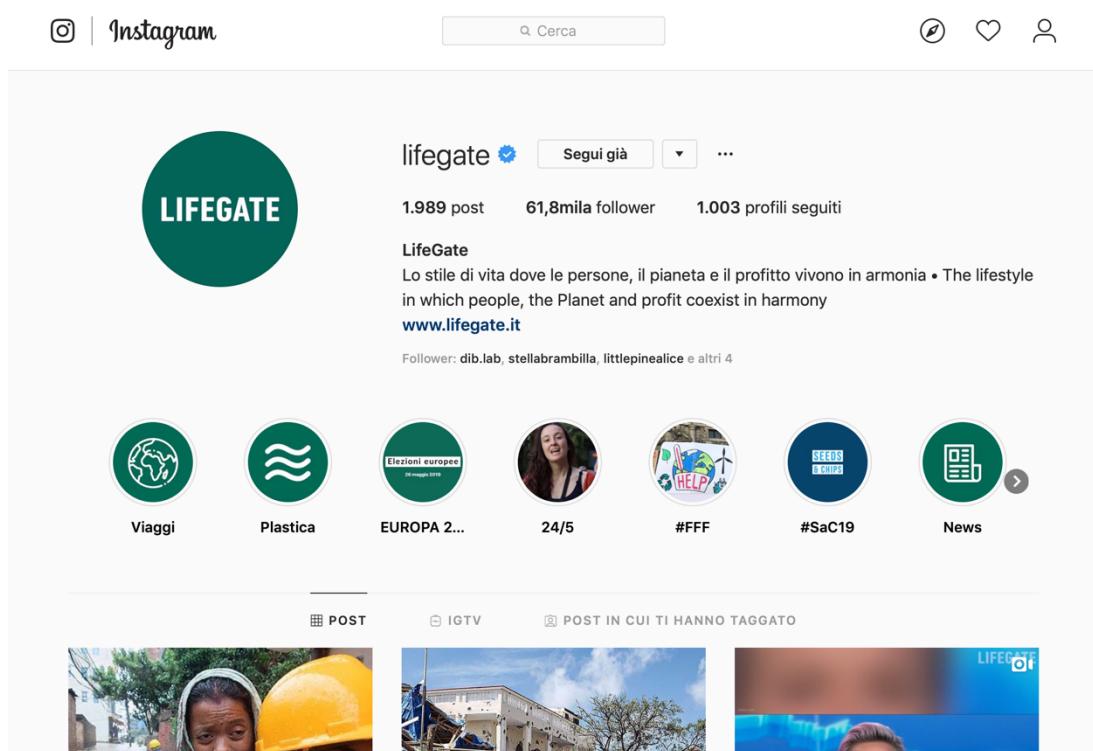 Instagram
Cerca
LIFEGATE
lifegate
Segui già
1.989 post 61,8mila follower 1.003 profili seguiti
LifeGate
Lo stile di vita dove le persone, il pianeta e il profitto vivono in armonia • The lifestyle
in which people, the Planet and profit coexist in harmony
www.lifegate.it
Follower: dib.lab, stellabrambilla, littlepinealice e altri 4
Elezioni europee
26 maggio 2019
HELP
SEEDS
& CHIPS
Viaggi Plastica EUROPA 2... 24/5 #FFF #SaC19 News
POST IGTV POST IN CUI TI HANNO TAGGATO
LIFEGATE